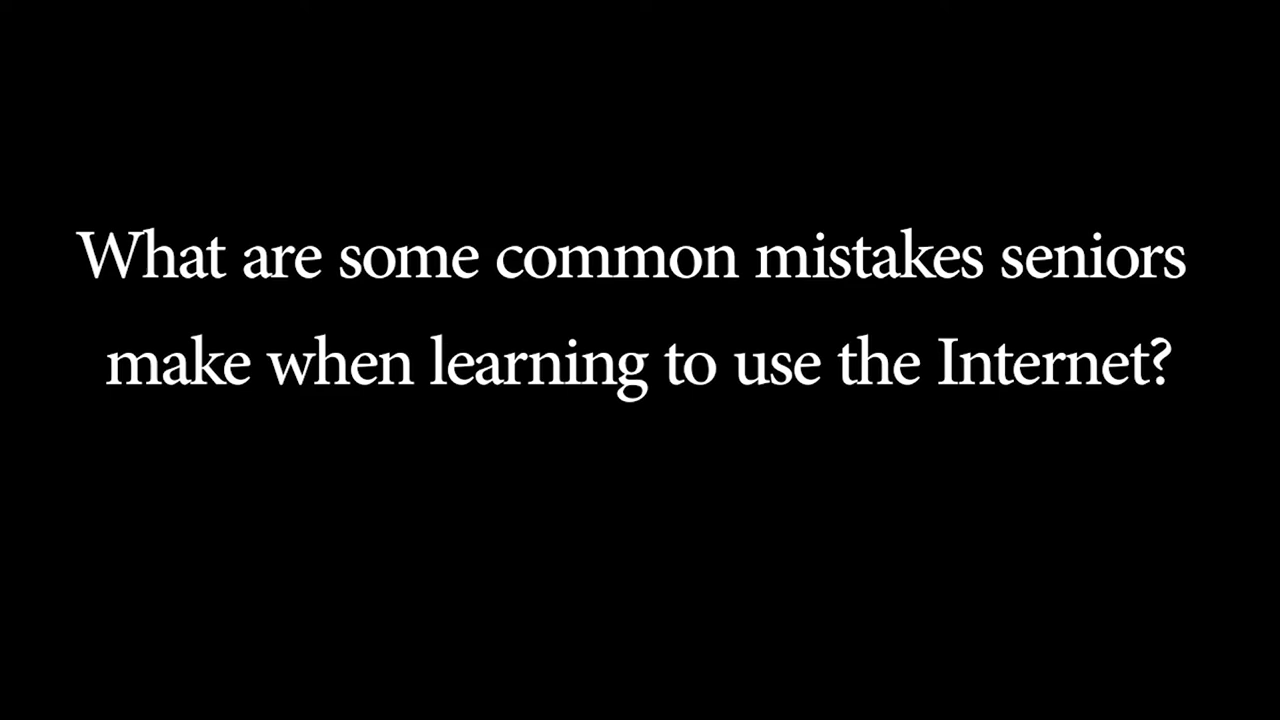 What are some common mistakes seniors
make when learning to use the Internet?